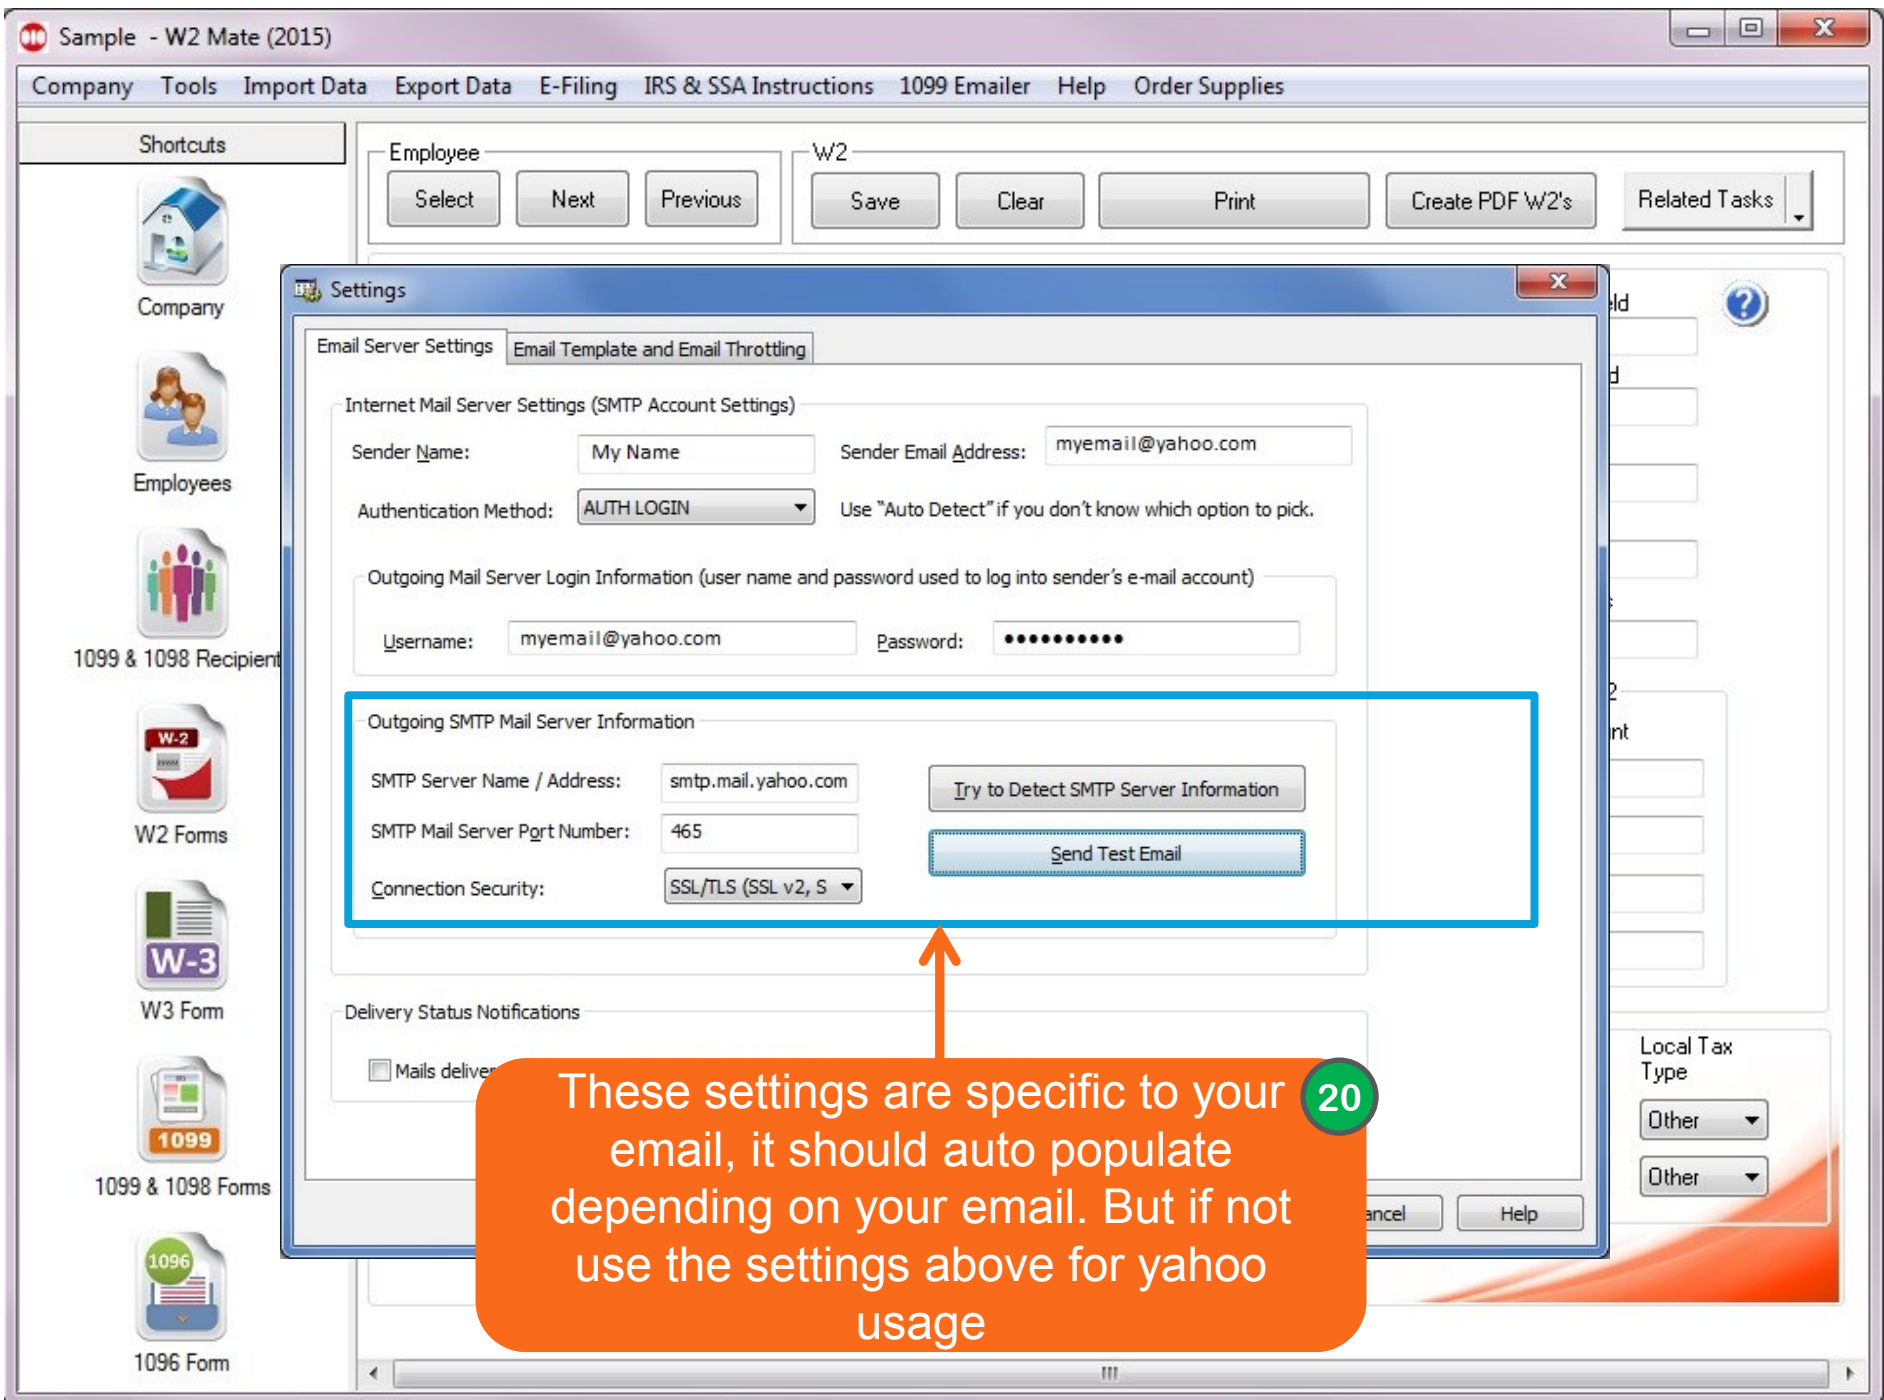 Sample - W2 Mate (2015)
Company Tools Import Data Export Data E-Filing IRS & SSA Instructions 1099 Emailer Help Order Supplies
Shortcuts
Company
Employees
1099 & 1098 Recipient
W-2
W2 Forms
W-3
W3 Form
1099
1099 & 1098 Forms
1096
1096 Form
Employee
Select Next Previous
W2
Save Clear Print Create PDF W2's Related Tasks
Settings
Email Server Settings Email Template and Email Throttling
Internet Mail Server Settings (SMTP Account Settings)
Sender Name: My Name Sender Email Address: myemail@yahoo.com
Authentication Method: AUTH LOGIN Use “Auto Detect” if you don’t know which option to pick.
Outgoing Mail Server Login Information (user name and password used to log into sender’s e-mail account)
Username: myemail@yahoo.com Password: ••••••••••
Outgoing SMTP Mail Server Information
SMTP Server Name / Address: smtp.mail.yahoo.com Try to Detect SMTP Server Information
SMTP Mail Server Port Number: 465
Send Test Email
Connection Security: SSL/TLS (SSL v2, S
Delivery Status Notifications
Mails deliver
ancel Help
Local Tax
Type
Other
Other
These settings are specific to your
email, it should auto populate
depending on your email. But if not
use the settings above for yahoo
usage
20